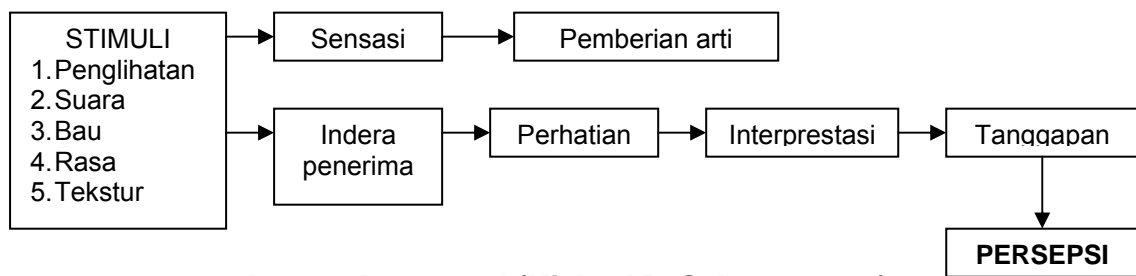 STIMULI
1.Penglihatan
2.Suara
3.Bau
4.Rasa
5.Tekstur
Sensasi
Pemberian arti
Indera
penerima
Perhatian
Interprestasi
Tanggapan
PERSEPSI